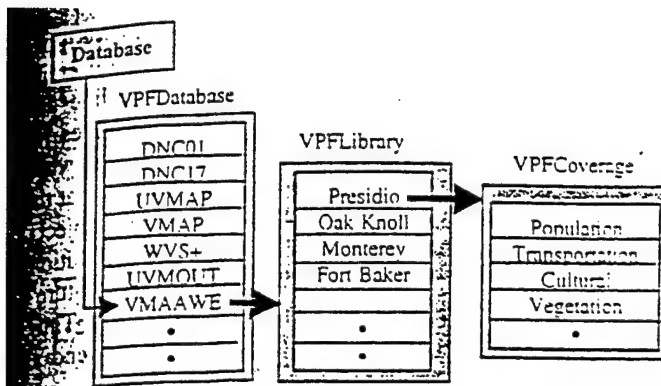 Database
VPFDatabase
DNC01
DNC17
UVMAP
VMAP
WVS+
UVMOUT
VMAAWE
•
•
VPFLibrary
Presidio
Oak Knoll
Monterey
Fort Baker
•
•
VPFCoverage
Population
Transportation
Cultural
Vegetation
•